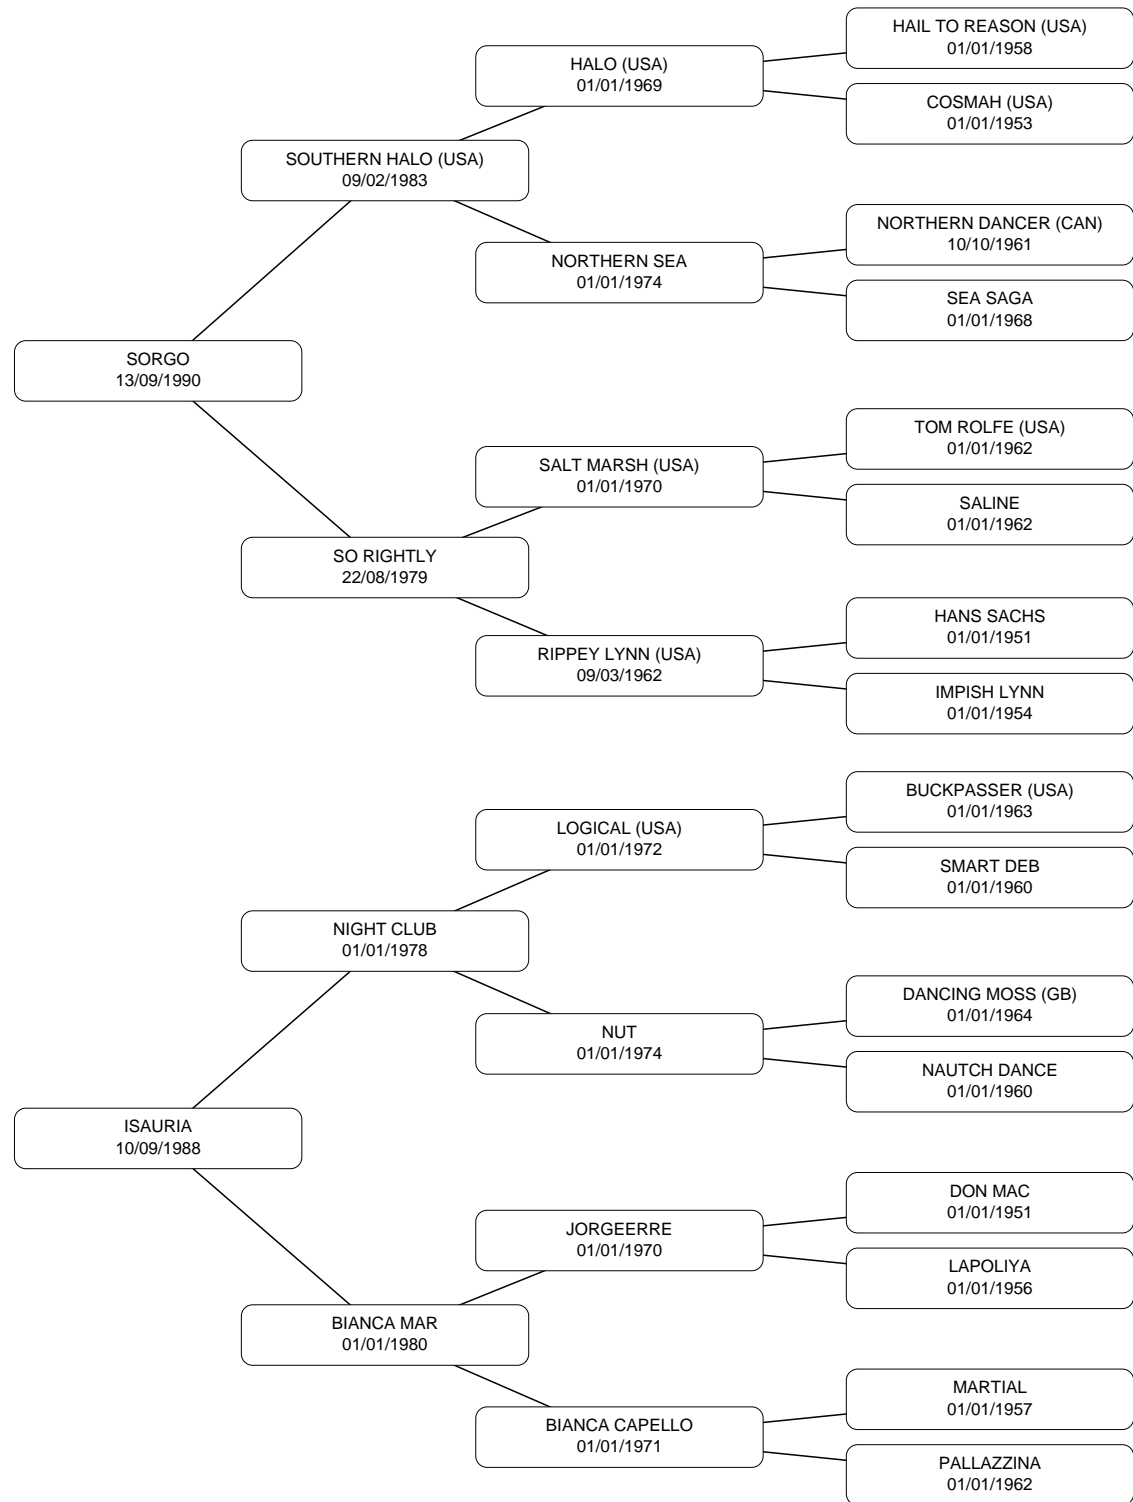 HAIL TO REASON (USA)
01/01/1958
HALO (USA)
01/01/1969
COSMAH (USA)
01/01/1953
SOUTHERN HALO (USA)
09/02/1983
NORTHERN DANCER (CAN)
10/10/1961
NORTHERN SEA
01/01/1974
SEA SAGA
01/01/1968
SORGO
13/09/1990
TOM ROLFE (USA)
01/01/1962
SALT MARSH (USA)
01/01/1970
SALINE
01/01/1962
SO RIGHTLY
22/08/1979
HANS SACHS
01/01/1951
RIPPEY LYNN (USA)
09/03/1962
IMPISH LYNN
01/01/1954
BUCKPASSER (USA)
01/01/1963
LOGICAL (USA)
01/01/1972
SMART DEB
01/01/1960
NIGHT CLUB
01/01/1978
DANCING MOSS (GB)
01/01/1964
NUT
01/01/1974
NAUTCH DANCE
01/01/1960
ISAURIA
10/09/1988
DON MAC
01/01/1951
JORGEERRE
01/01/1970
LAPOLIYA
01/01/1956
BIANCA MAR
01/01/1980
MARTIAL
01/01/1957
BIANCA CAPELLO
01/01/1971
PALLAZZINA
01/01/1962